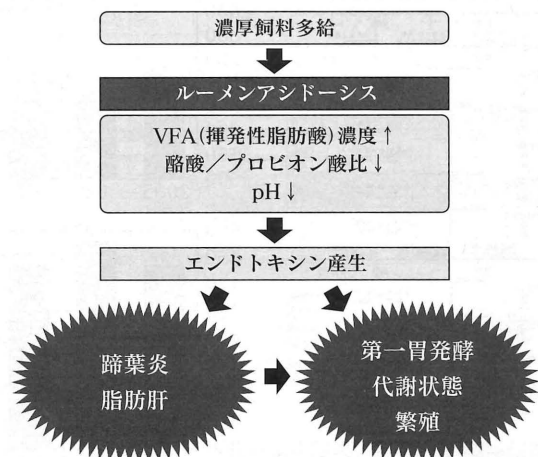 濃厚飼料多給
ルーメンアシドーシス
VFA(揮発性脂肪酸)濃度↑
酪酸／プロピオン酸比↓
pH↓
エンドトキシン産生
蹄葉炎
脂肪肝
第一胃発酵
代謝状態
繁殖